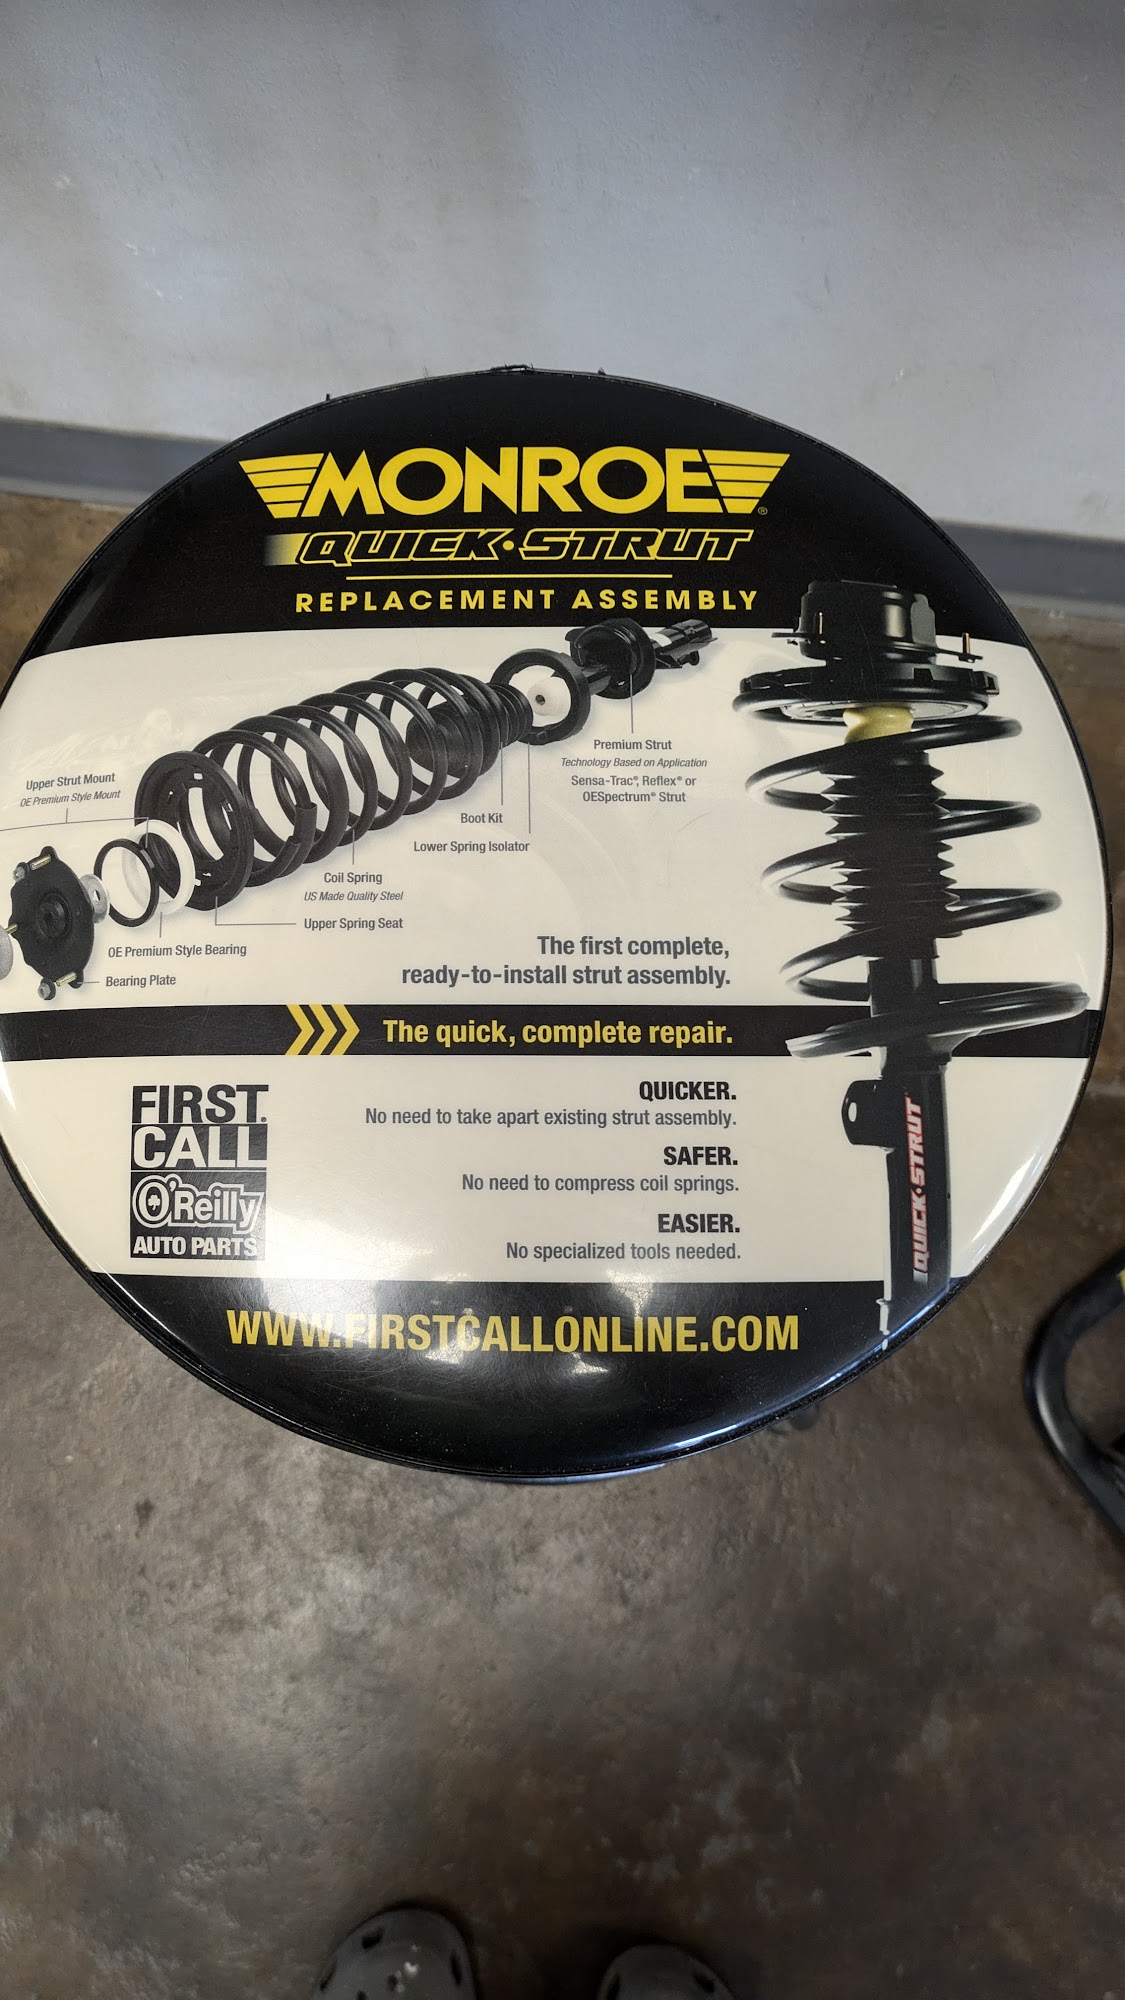 MONROE®
QUICK·STRUT
REPLACEMENT ASSEMBLY
Upper Strut Mount
OE Premium Style Mount
Premium Strut
Technology Based on Application
Sensa-Trac®, Reflex® or
OESpectrum® Strut
Boot Kit
Lower Spring Isolator
Coil Spring
US Made Quality Steel
Upper Spring Seat
OE Premium Style Bearing
Bearing Plate
The first complete,
ready-to-install strut assembly.
The quick, complete repair.
FIRST
CALL
O'Reilly
AUTO PARTS
QUICKER.
No need to take apart existing strut assembly.
SAFER.
No need to compress coil springs.
EASIER.
No specialized tools needed.
QUICK·STRUT
WWW.FIRSTCALLONLINE.COM